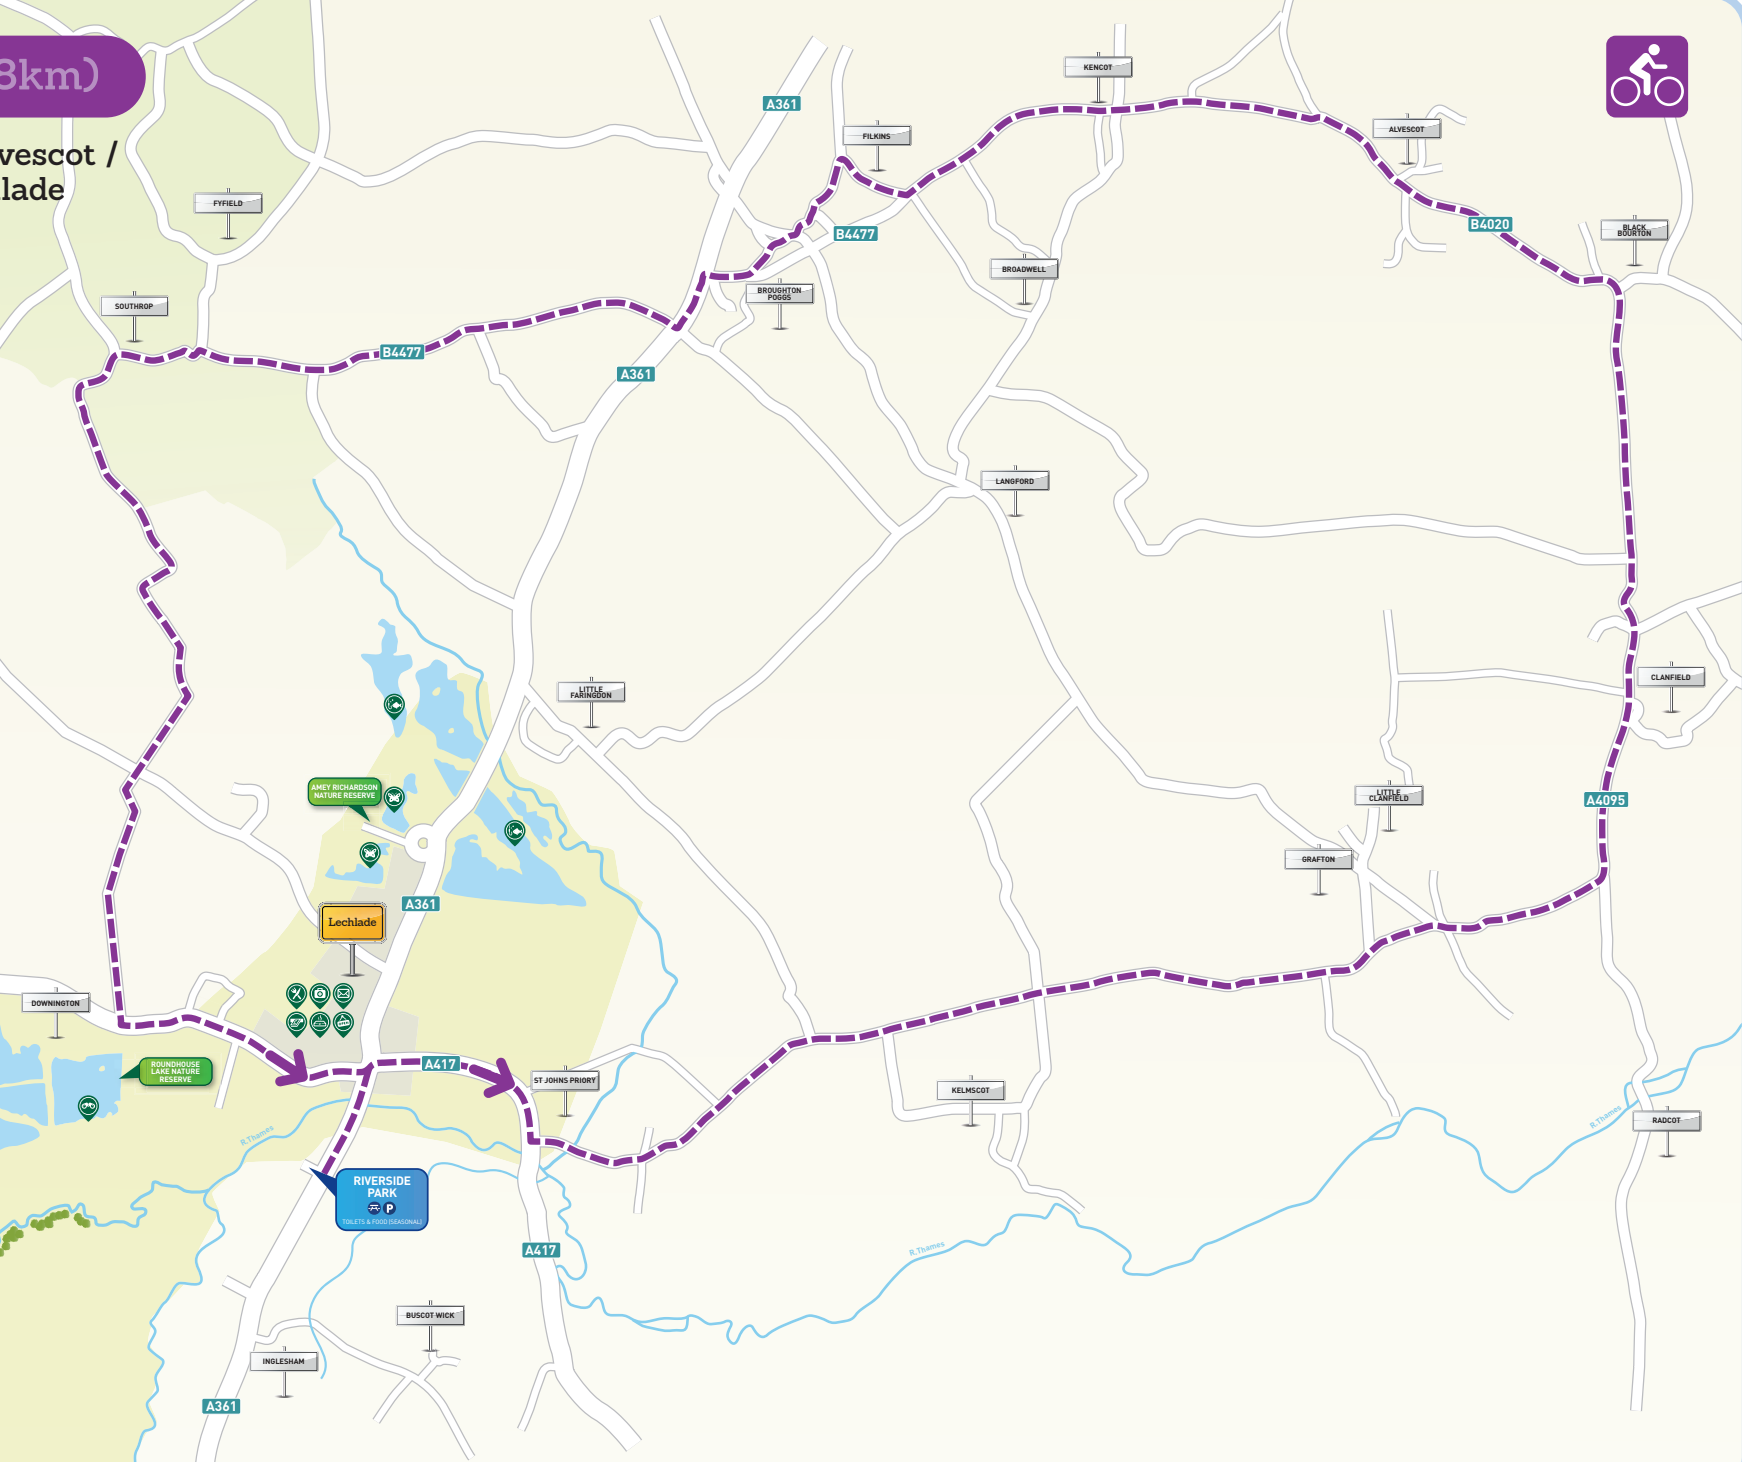 8km)
vescot /
lade
KENCOT
A361
FILKINS
ALVESCOT
FYFIELD
B4477
B4020
BLACK
BOURTON
BROADWELL
SOUTHROP
BROUGHTON
POGGS
B4477
A361
LANGFORD
LITTLE
FARINGDON
CLANFIELD
AMEY RICHARDSON
NATURE RESERVE
LITTLE
CLANFIELD
A4095
GRAFTON
A361
Lechlade
DOWNINGTON
ROUNDHOUSE
LAKE NATURE
RESERVE
A417
ST JOHNS PRIORY
KELMSCOT
R.Thames
R.Thames
RADCOT
RIVERSIDE
PARK
P
TOILETS & FOOD (SEASONAL)
A417
R.Thames
BUSCOT WICK
INGLESHAM
A361